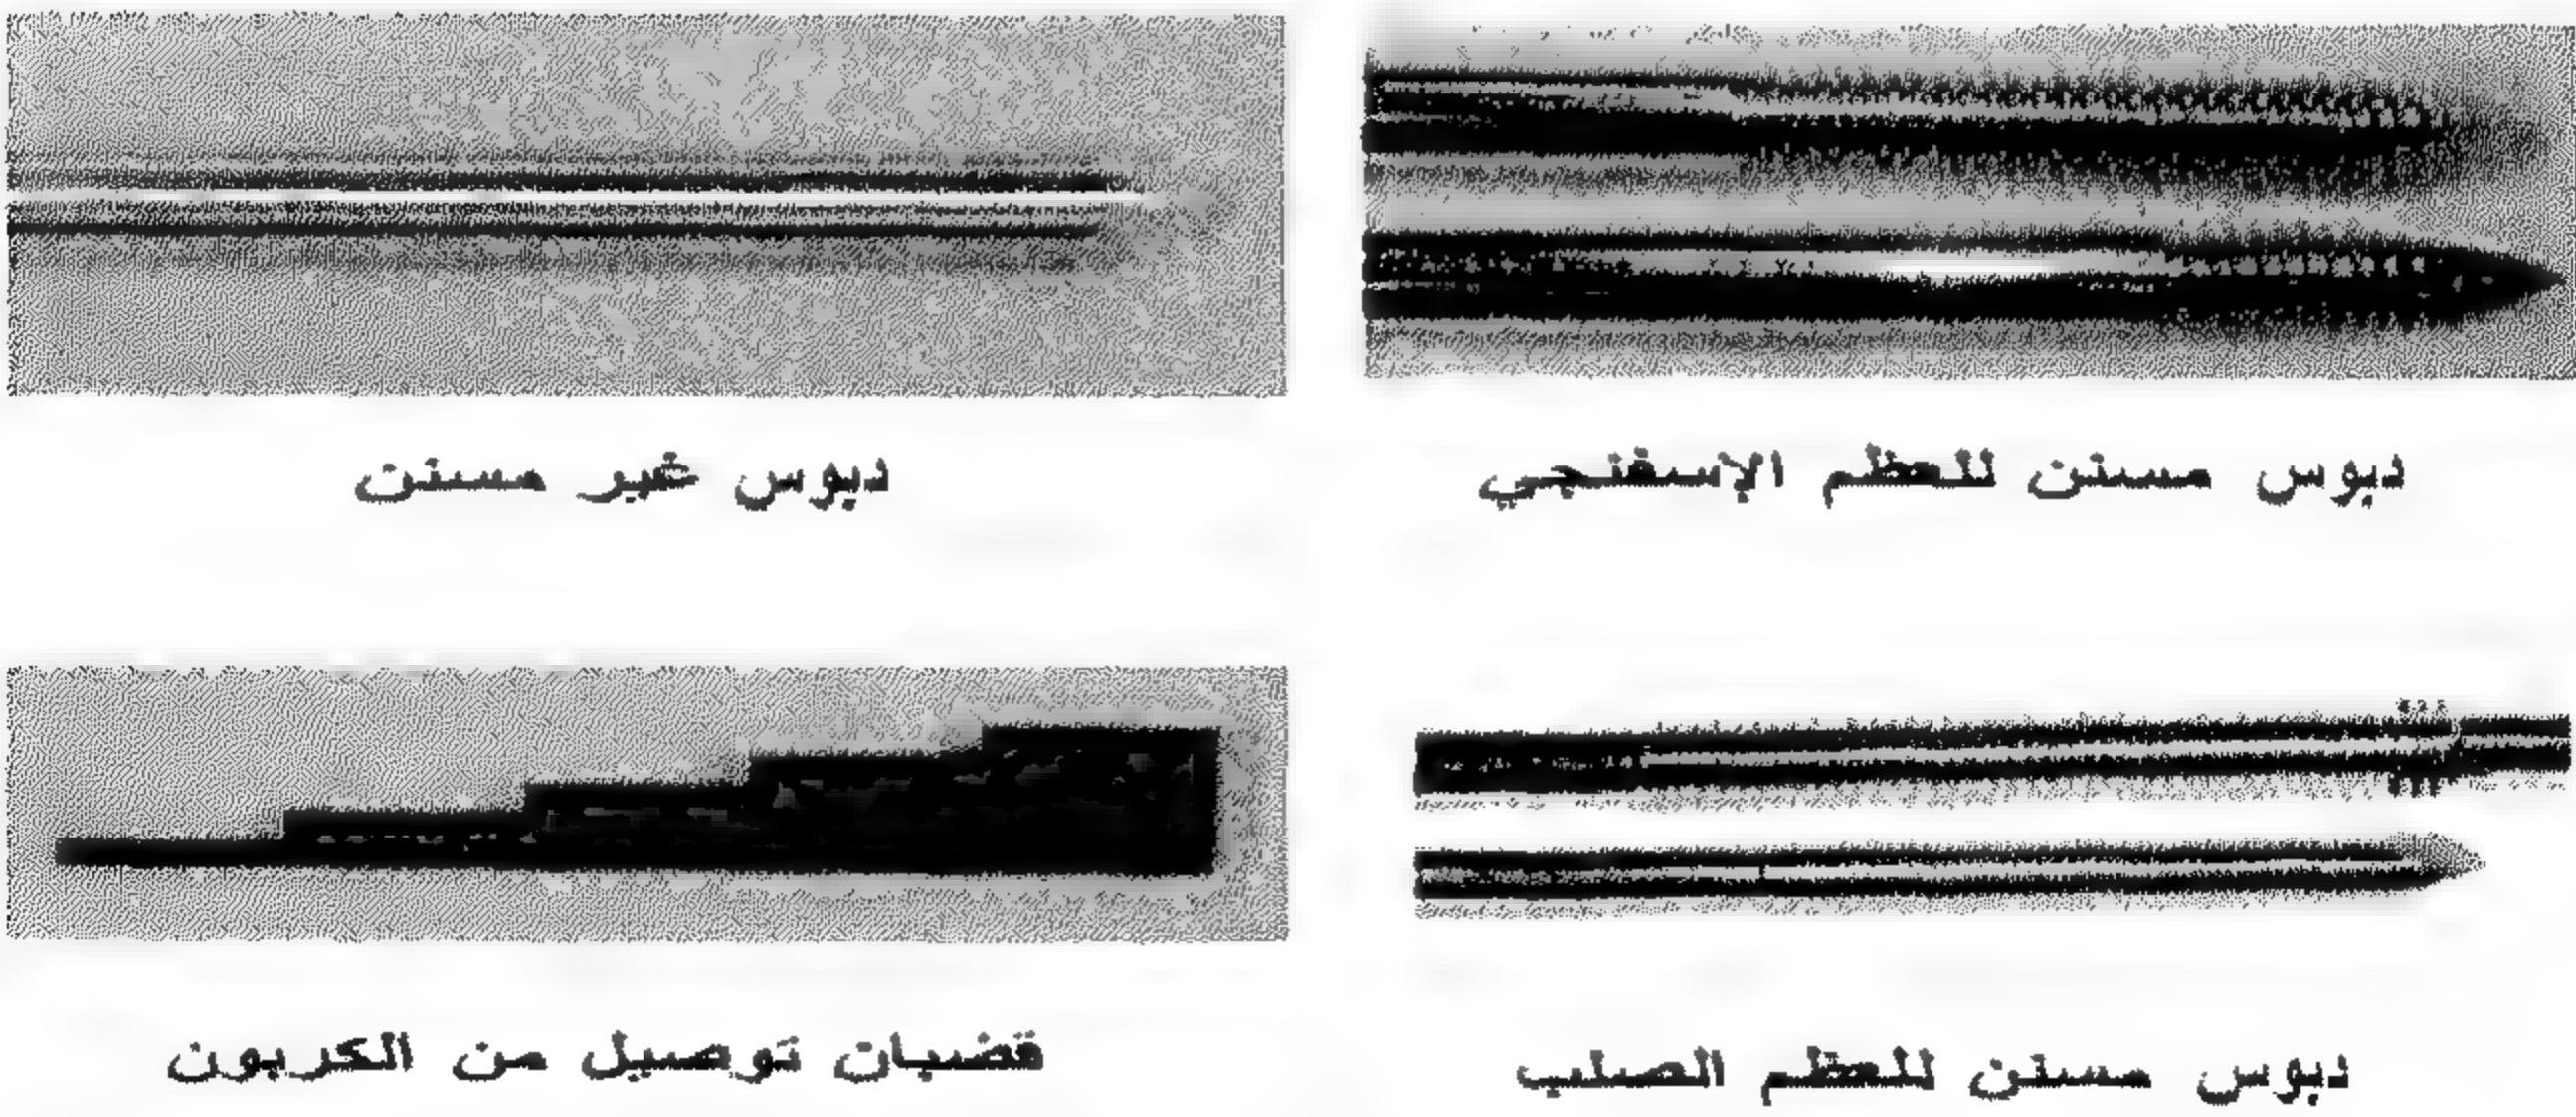 دبوس مسنن للعظم الإسفنجي
دبوس غير مسنن
دبوس مسنن للعظم الصلب
قضبان توصيل من الكربون